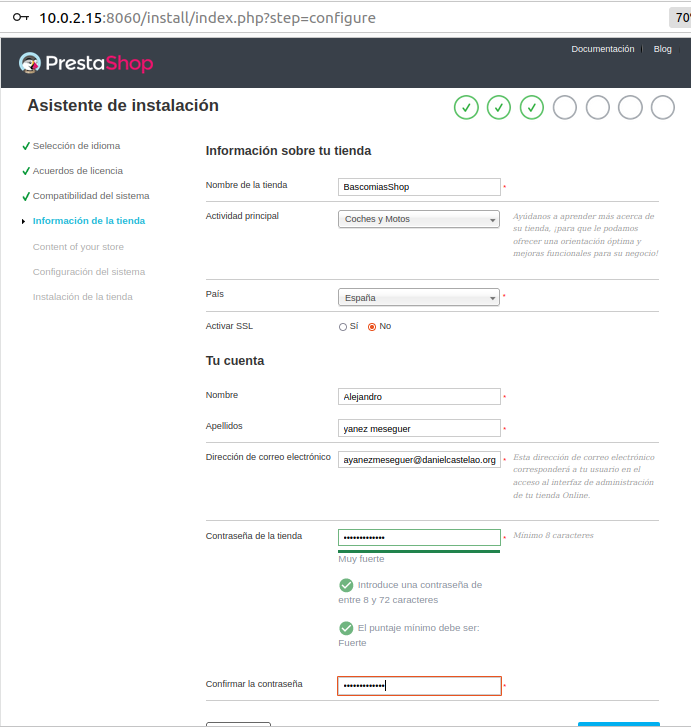 10.0.2.15:8060/install/index.php?step=configure
70%
Documentación
Blog
PrestaShop
Asistente de instalación
Selección de idioma
Acuerdos de licencia
Compatibilidad del sistema
Información de la tienda
Content of your store
Configuración del sistema
Instalación de la tienda
Información sobre tu tienda
Nombre de la tienda
BascomiasShop
*
Actividad principal
Coches y Motos
Ayúdanos a aprender más acerca de
su tienda, ¡para que le podamos
ofrecer una orientación óptima y
mejoras funcionales para su negocio!
País
España
*
Activar SSL
Sí
No
Tu cuenta
Nombre
Alejandro
*
Apellidos
yanez meseguer
*
Dirección de correo electrónico
ayanezmeseguer@danielcastelao.org
*
Esta dirección de correo electrónico
corresponderá a tu usuario en el
acceso al interfaz de administración
de tu tienda Online.
Contraseña de la tienda
•••••••••••••
*
Mínimo 8 caracteres
Muy fuerte
Introduce una contraseña de
entre 8 y 72 caracteres
El puntaje mínimo debe ser:
Fuerte
Confirmar la contraseña
•••••••••••••
*